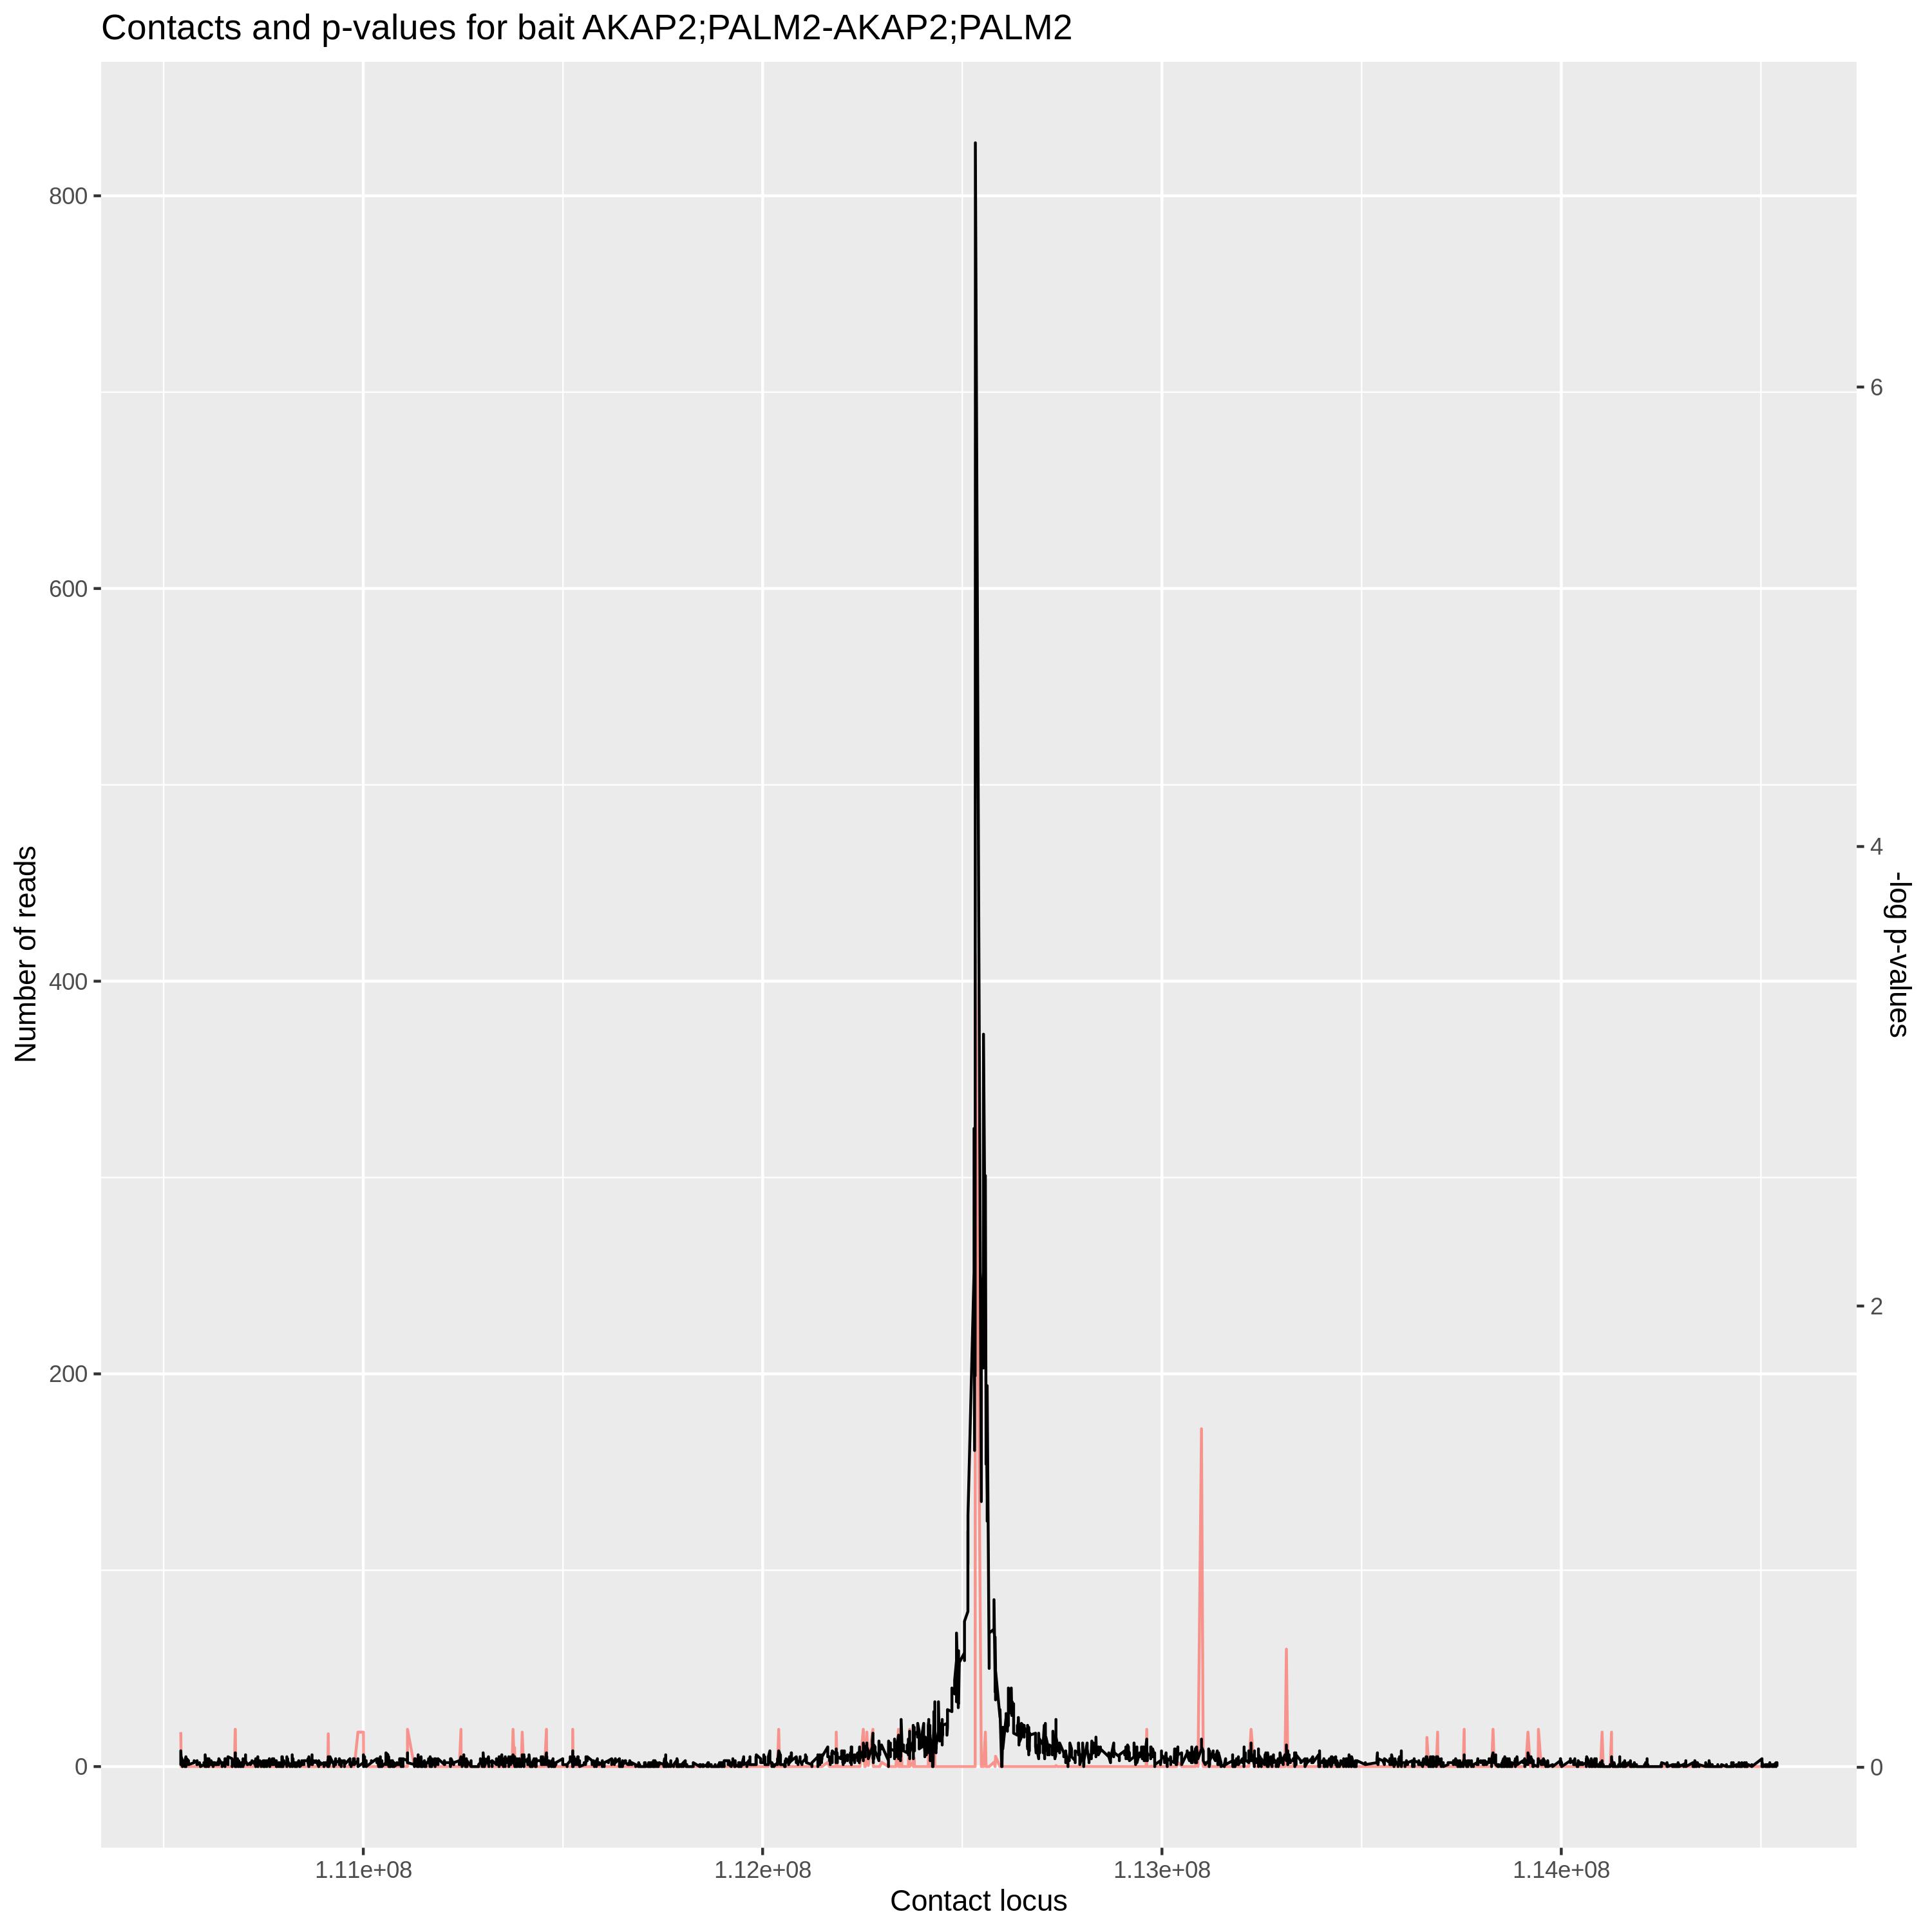 Contacts and p-values for bait AKAP2;PALM2-AKAP2;PALM2
Number of reads
800
600
400
200
0
6
4
2
0
-log p-values
1.11e+08
1.12e+08
1.13e+08
1.14e+08
Contact locus